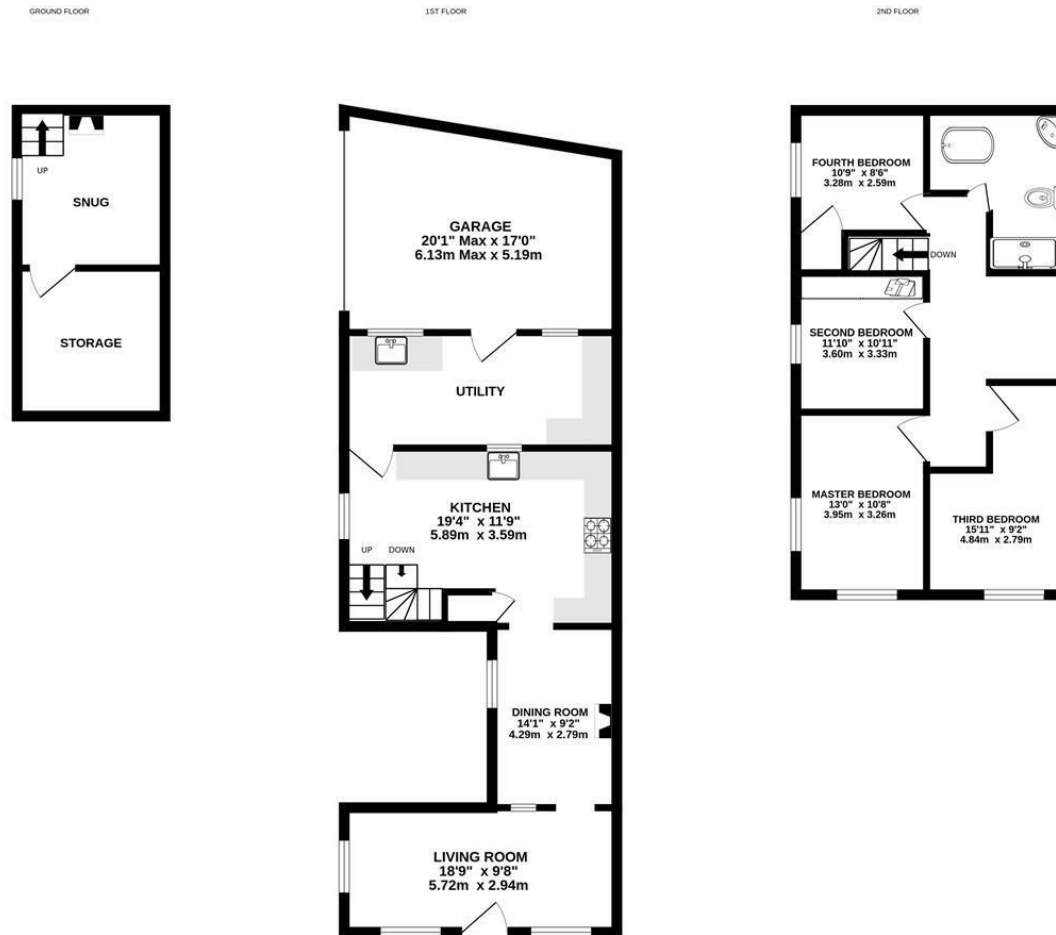 GROUND FLOOR
1ST FLOOR
2ND FLOOR
UP
SNUG
STORAGE
GARAGE
20'1" Max x 17'0"
6.13m Max x 5.19m
UTILITY
KITCHEN
19'4" x 11'9"
5.89m x 3.59m
UP
DOWN
DINING ROOM
14'1" x 9'2"
4.29m x 2.79m
LIVING ROOM
18'9" x 9'8"
5.72m x 2.94m
FOURTH BEDROOM
10'9" x 8'6"
3.28m x 2.59m
DOWN
SECOND BEDROOM
11'10" x 10'11"
3.60m x 3.33m
MASTER BEDROOM
13'0" x 10'8"
3.95m x 3.26m
THIRD BEDROOM
15'11" x 9'2"
4.84m x 2.79m